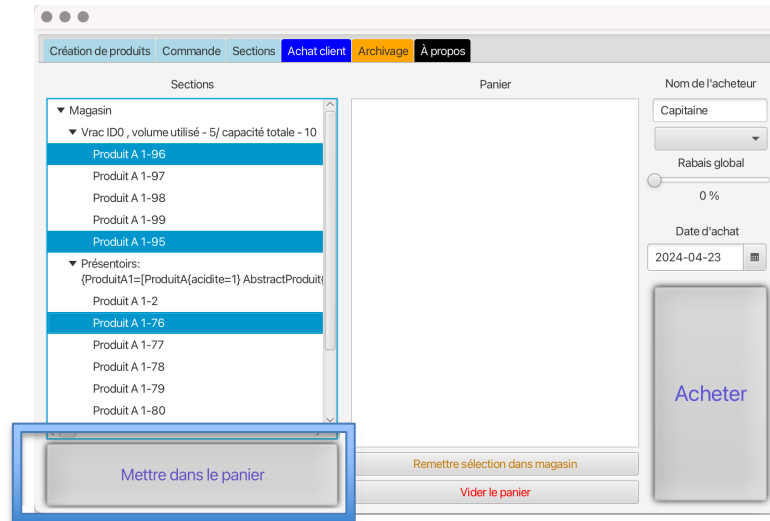 Création de produits Commande Sections Achat client Archivage À propos
Sections
Magasin
Vrac ID0 , volume utilisé - 5/ capacité totale - 10
Produit A 1-96
Produit A 1-97
Produit A 1-98
Produit A 1-99
Produit A 1-95
Présentoirs:
{ProduitA1=[ProduitA{acidite=1} AbstractProduit{
Produit A 1-2
Produit A 1-76
Produit A 1-77
Produit A 1-78
Produit A 1-79
Produit A 1-80
Mettre dans le panier
Panier
Remettre sélection dans magasin
Vider le panier
Nom de l'acheteur
Capitaine
Rabais global
0 %
Date d'achat
2024-04-23
Acheter